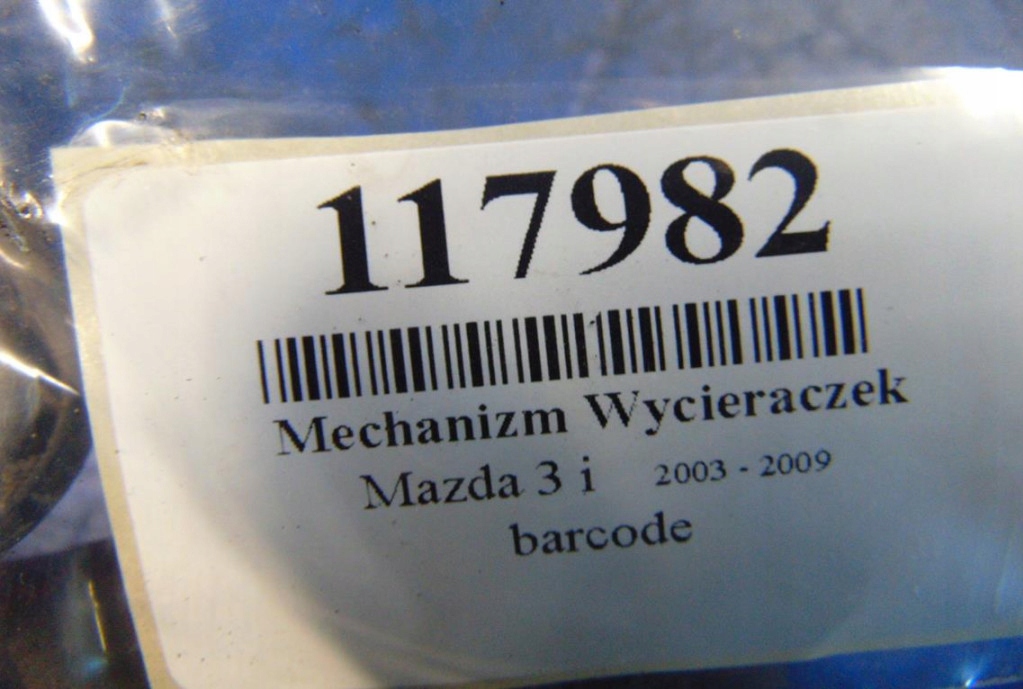 117982
Mechanizm Wycieraczek
Mazda 3 i 2003 - 2009
barcode